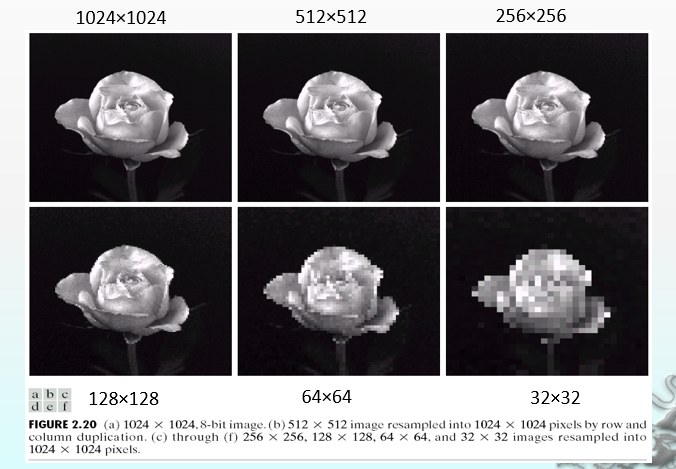 1024×1024 512×512 256×256
a b c
d e f
128×128 64×64 32×32
FIGURE 2.20 (a) 1024 × 1024, 8-bit image. (b) 512 × 512 image resampled into 1024 × 1024 pixels by row and
column duplication. (c) through (f) 256 × 256, 128 × 128, 64 × 64, and 32 × 32 images resampled into
1024 × 1024 pixels.